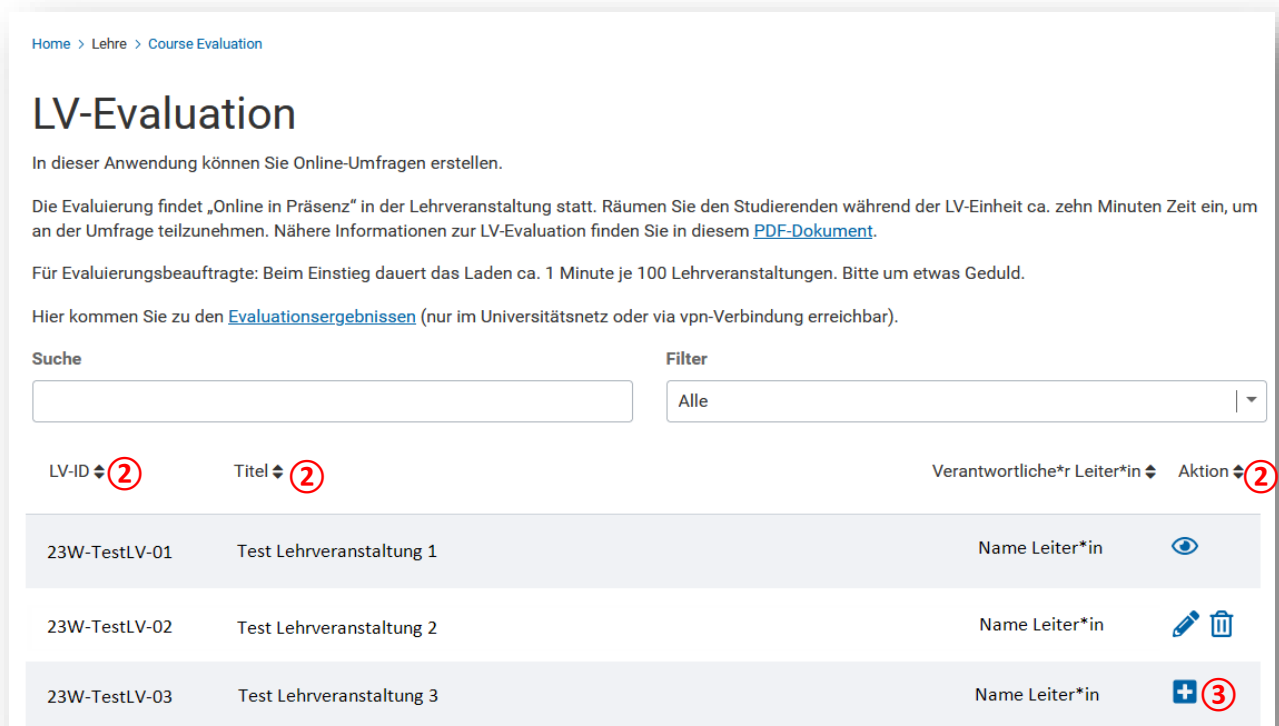 Home > Lehre > Course Evaluation
LV-Evaluation
In dieser Anwendung können Sie Online-Umfragen erstellen.
Die Evaluierung findet „Online in Präsenz“ in der Lehrveranstaltung statt. Räumen Sie den Studierenden während der LV-Einheit ca. zehn Minuten Zeit ein, um
an der Umfrage teilzunehmen. Nähere Informationen zur LV-Evaluation finden Sie in diesem PDF-Dokument.
Für Evaluierungsbeauftragte: Beim Einstieg dauert das Laden ca. 1 Minute je 100 Lehrveranstaltungen. Bitte um etwas Geduld.
Hier kommen Sie zu den Evaluationsergebnissen (nur im Universitätsnetz oder via vpn-Verbindung erreichbar).
Suche Filter
Alle
LV-ID ② Titel ② Verantwortliche*r Leiter*in Aktion ②
23W-TestLV-01 Test Lehrveranstaltung 1 Name Leiter*in
23W-TestLV-02 Test Lehrveranstaltung 2 Name Leiter*in
23W-TestLV-03 Test Lehrveranstaltung 3 Name Leiter*in ③